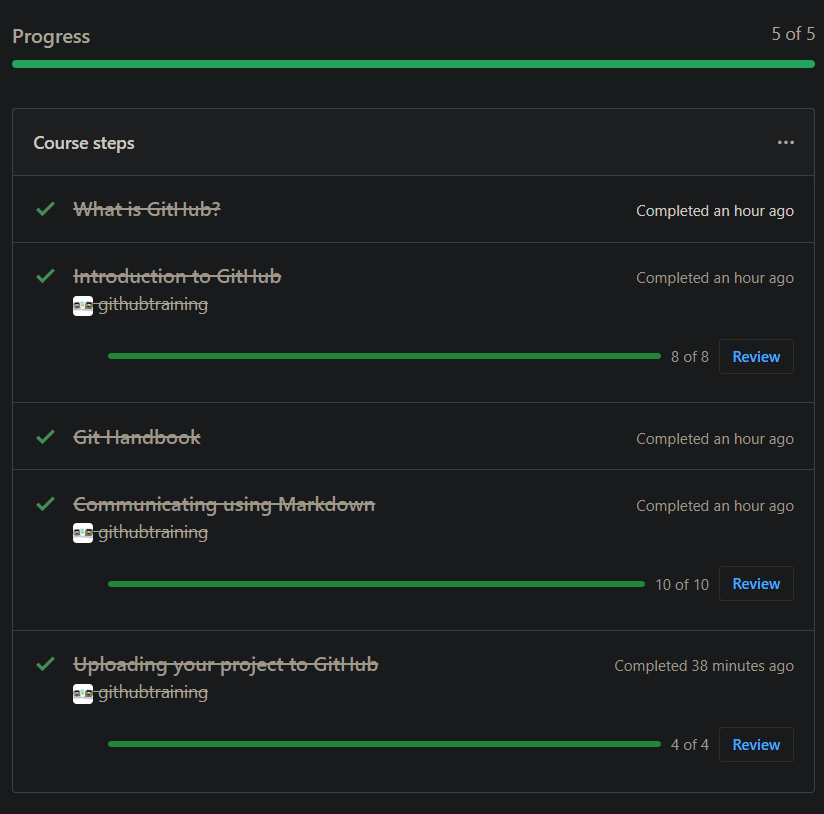 Progress
5 of 5
Course steps
What is GitHub?
Completed an hour ago
Introduction to GitHub
Completed an hour ago
githubtraining
8 of 8
Review
Git Handbook
Completed an hour ago
Communicating using Markdown
Completed an hour ago
githubtraining
10 of 10
Review
Uploading your project to GitHub
Completed 38 minutes ago
githubtraining
4 of 4
Review